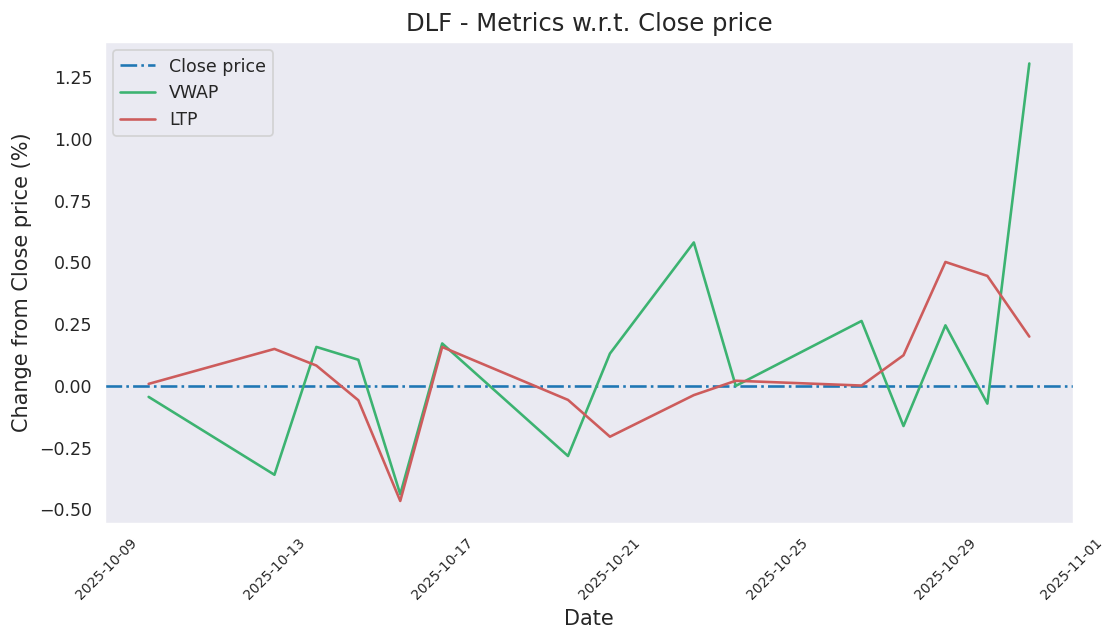 DLF - Metrics w.r.t. Close price
Close price
VWAP
LTP
Change from Close price (%)
1.25
1.00
0.75
0.50
0.25
0.00
−0.25
−0.50
2025-10-09
2025-10-13
2025-10-17
2025-10-21
2025-10-25
2025-10-29
2025-11-01
Date